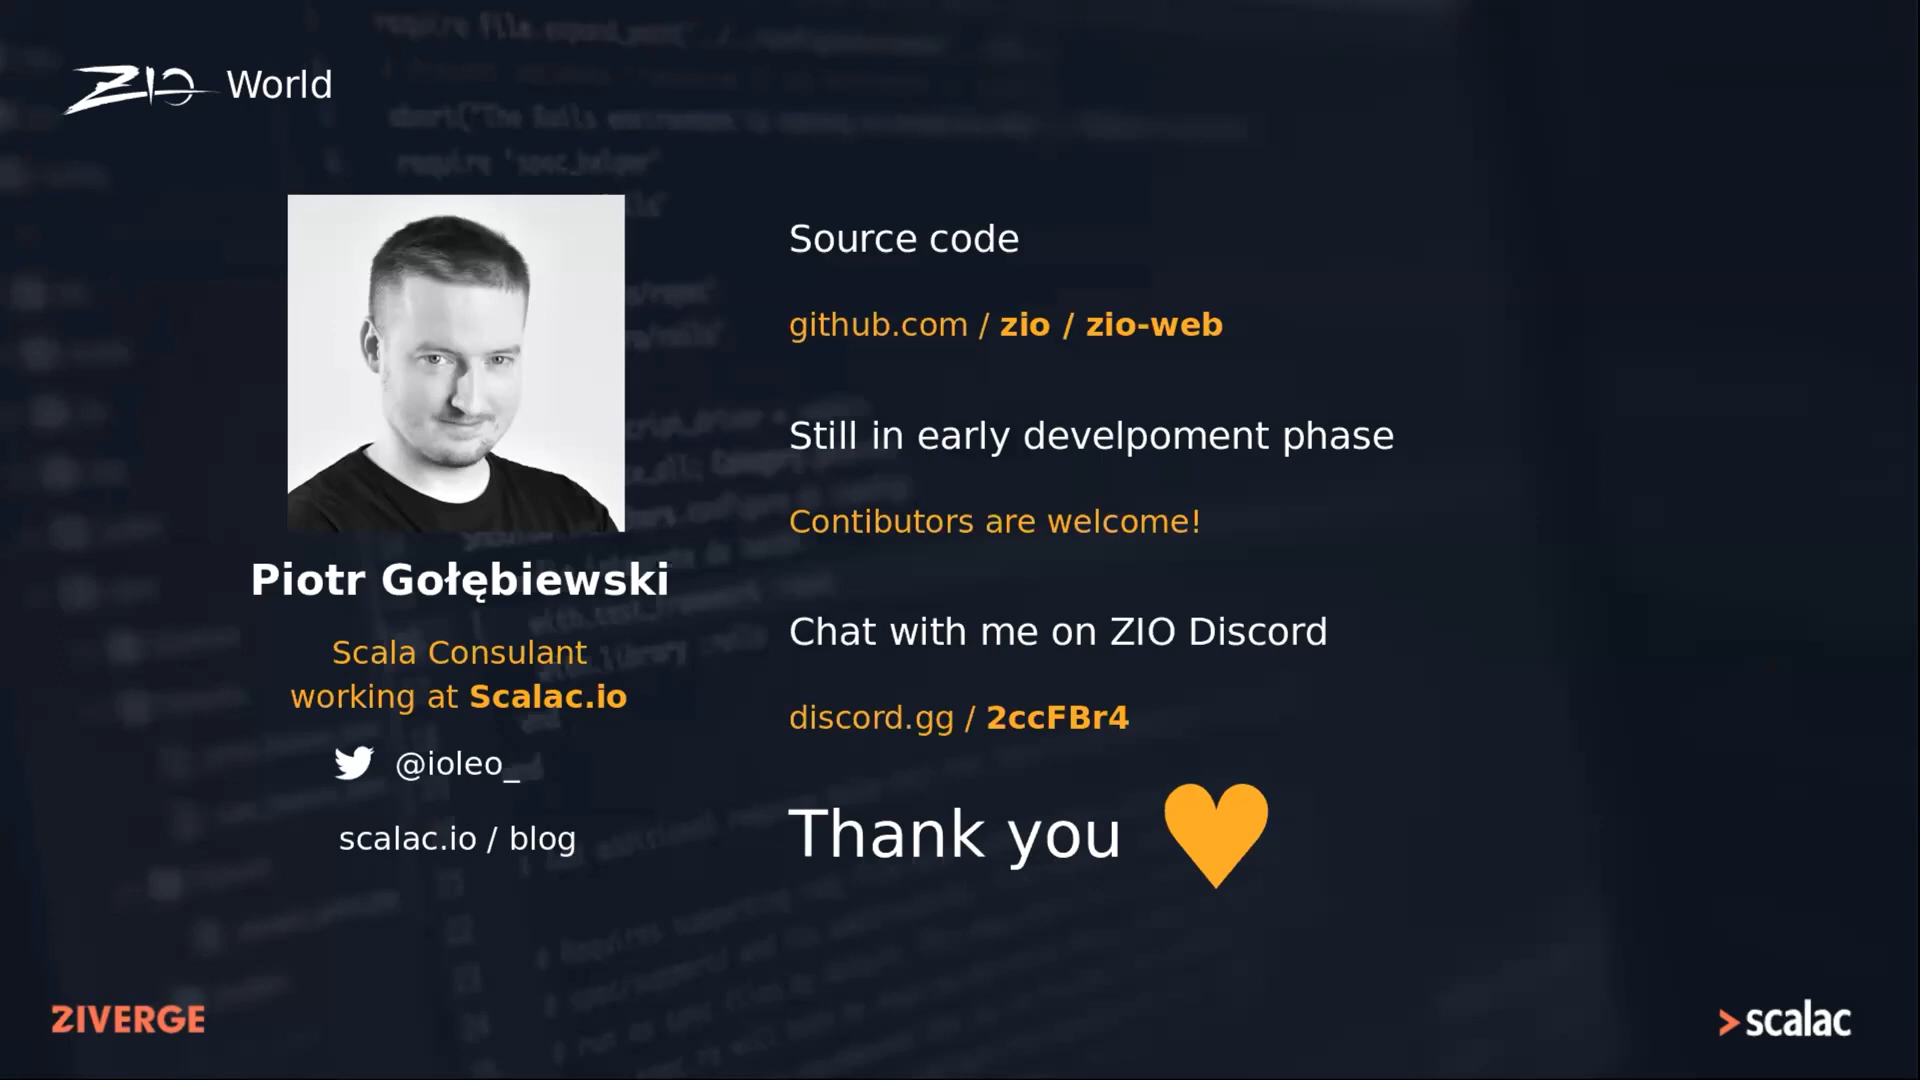 ZIO World
Piotr Gołębiewski
Scala Consulant
working at Scalac.io
@ioleo_
scalac.io / blog
Source code
github.com / zio / zio-web
Still in early develpoment phase
Contibutors are welcome!
Chat with me on ZIO Discord
discord.gg / 2ccFBr4
Thank you
ZIVERGE
>scalac